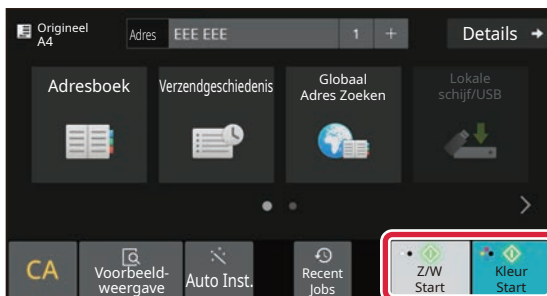 Origineel
A4
Adres EEE EEE 1 +
Details
Adresboek
Verzendgeschiedenis
Globaal
Adres Zoeken
Lokale
schijf/USB
CA
Voorbeeld-
weergave
Auto Inst.
Recent
Jobs
Z/W
Start
Kleur
Start